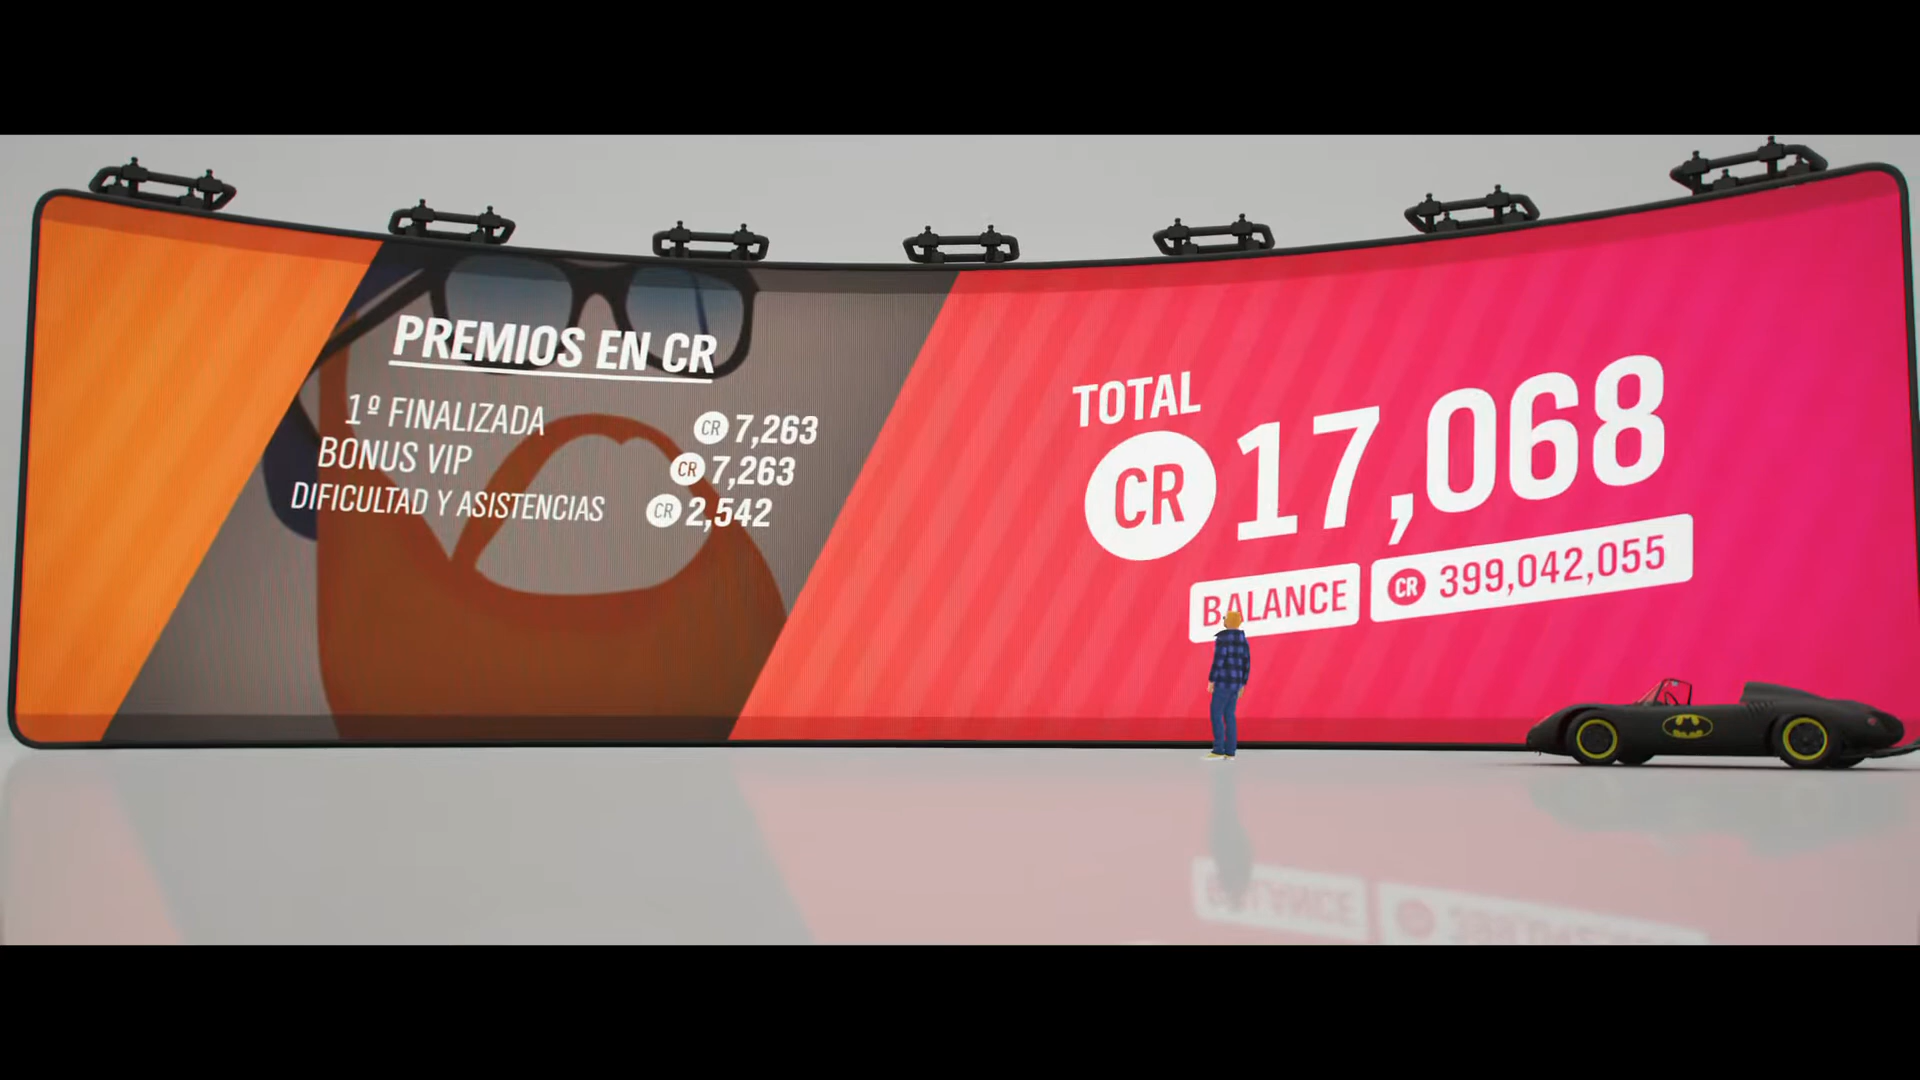 PREMIOS EN CR
1º FINALIZADA CR 7,263
BONUS VIP CR 7,263
DIFICULTAD Y ASISTENCIAS CR 2,542
TOTAL
CR 17,068
BALANCE CR 399,042,055